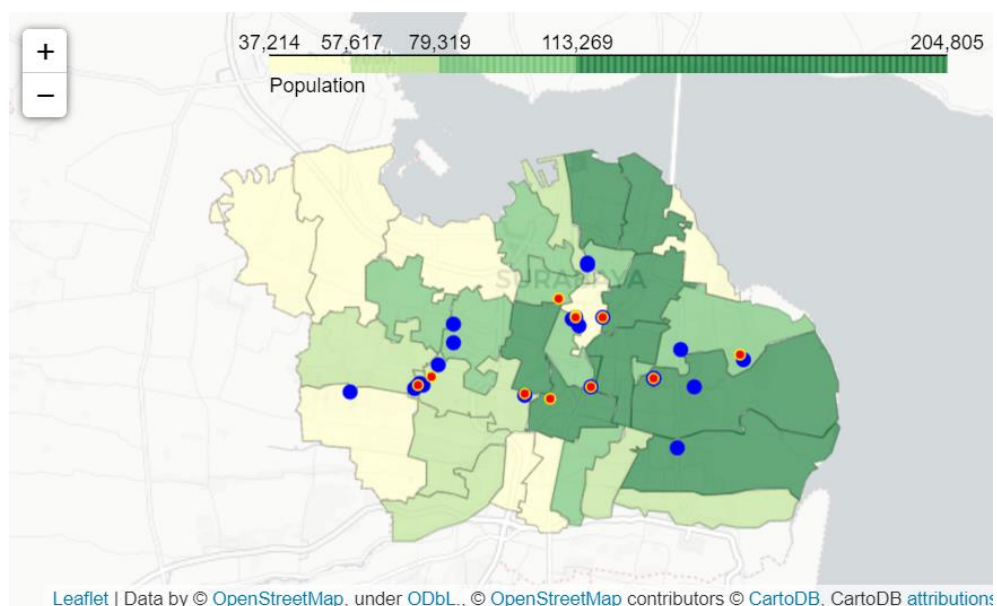 +
−
37,214 57,617 79,319 113,269 204,805
Population
SURABAYA
Leaflet | Data by © OpenStreetMap, under ODbL., © OpenStreetMap contributors © CartoDB, CartoDB attributions